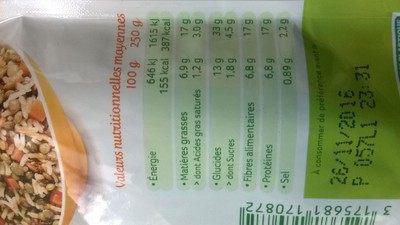 Valeurs nutritionnelles moyennes
100 g 250 g
• Énergie 646 kJ 1615 kJ
155 kcal 387 kcal
• Matières grasses 6,9 g 17 g
> dont Acides gras saturés 1,2 g 3,0 g
• Glucides 13 g 33 g
> dont Sucres 1,8 g 4,5 g
• Fibres alimentaires 6,8 g 17 g
• Protéines 6,8 g 17 g
• Sel 0,89 g 2,2 g
À consommer de préférence avant le
26/11/2016
P 057L1 23:31
3 175681 170872